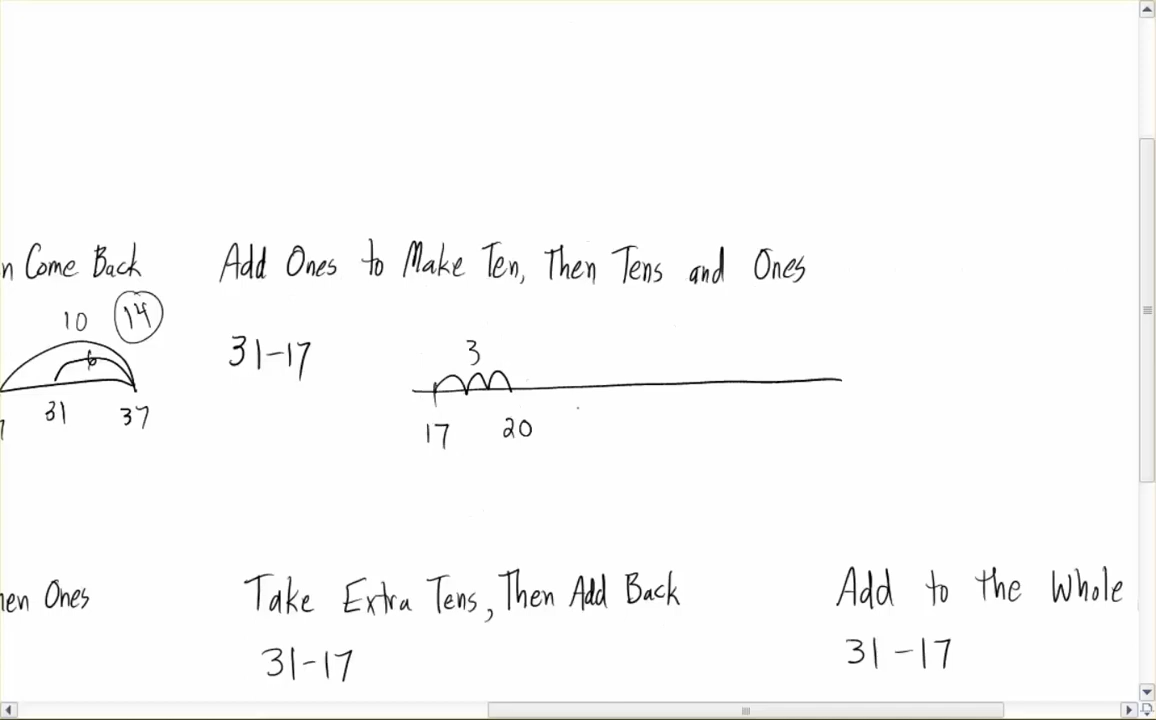 n Come Back
10 14
6
31 37
Add Ones to Make Ten, Then Tens and Ones
31-17
3
17 20
hen Ones
Take Extra Tens, Then Add Back
31-17
Add to the Whole
31-17